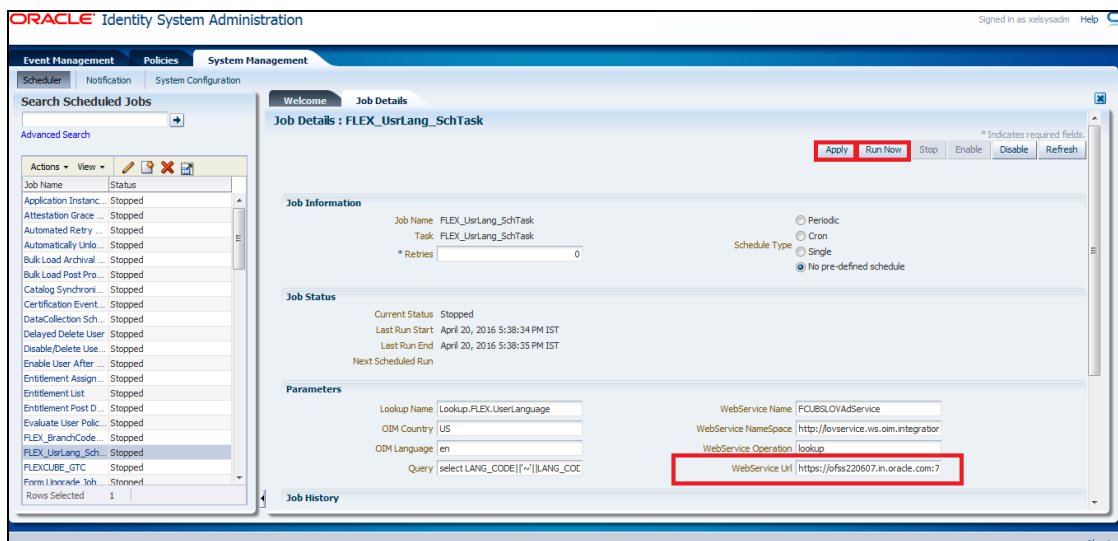 ORACLE® Identity System Administration
Signed in as xelsysadm Help
Event Management Policies System Management
Scheduler Notification System Configuration
Search Scheduled Jobs
Advanced Search
Actions View
Job Name Status
Application Instanc... Stopped
Attestation Grace ... Stopped
Automated Retry ... Stopped
Automatically Unlo... Stopped
Bulk Load Archival ... Stopped
Bulk Load Post Pro... Stopped
Catalog Synchroni... Stopped
Certification Event... Stopped
DataCollection Sch... Stopped
Delayed Delete User Stopped
Disable/Delete Use... Stopped
Enable User After ... Stopped
Entitlement Assign... Stopped
Entitlement List Stopped
Entitlement Post D... Stopped
Evaluate User Polic... Stopped
FLEX_BranchCode... Stopped
FLEX_UsrLang_Sch... Stopped
FLEXCUBE_GTC Stopped
Form Upgrade Job Stopped
Rows Selected 1
Welcome Job Details
Job Details : FLEX_UsrLang_SchTask
* Indicates required fields.
Apply Run Now Stop Enable Disable Refresh
Job Information
Job Name FLEX_UsrLang_SchTask
Task FLEX_UsrLang_SchTask
* Retries 0
Schedule Type
Periodic
Cron
Single
No pre-defined schedule
Job Status
Current Status Stopped
Last Run Start April 20, 2016 5:38:34 PM IST
Last Run End April 20, 2016 5:38:35 PM IST
Next Scheduled Run
Parameters
Lookup Name Lookup.FLEX.UserLanguage
OIM Country US
OIM Language en
Query select LANG_CODE||'~'||LANG_COD
WebService Name FCUBSLOVAdService
WebService NameSpace http://lovservice.ws.oim.integration
WebService Operation lookup
WebService Url https://ofss220607.in.oracle.com:7
Job History